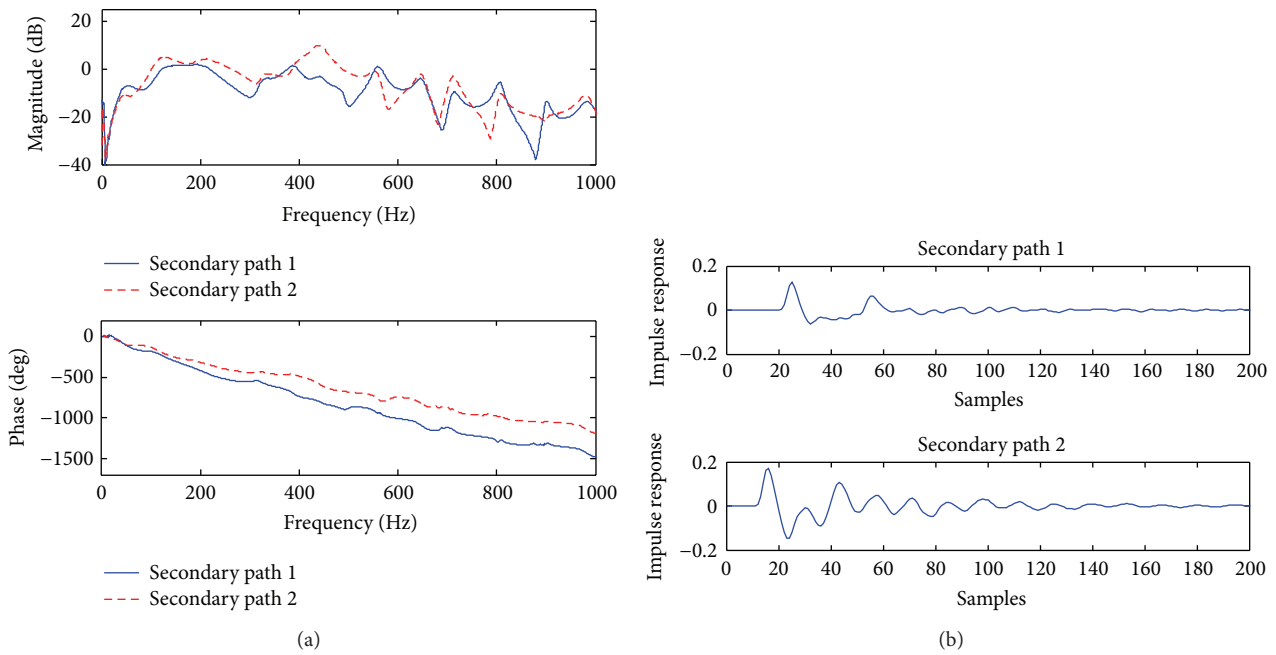 20
0
−20
−40
Magnitude (dB)
0 200 400 600 800 1000
Frequency (Hz)
Secondary path 1
Secondary path 2
0
−500
−1000
−1500
Phase (deg)
0 200 400 600 800 1000
Frequency (Hz)
Secondary path 1
Secondary path 2
(a)
Secondary path 1
0.2
0
−0.2
Impulse response
0 20 40 60 80 100 120 140 160 180 200
Samples
Secondary path 2
0.2
0
−0.2
Impulse response
0 20 40 60 80 100 120 140 160 180 200
Samples
(b)